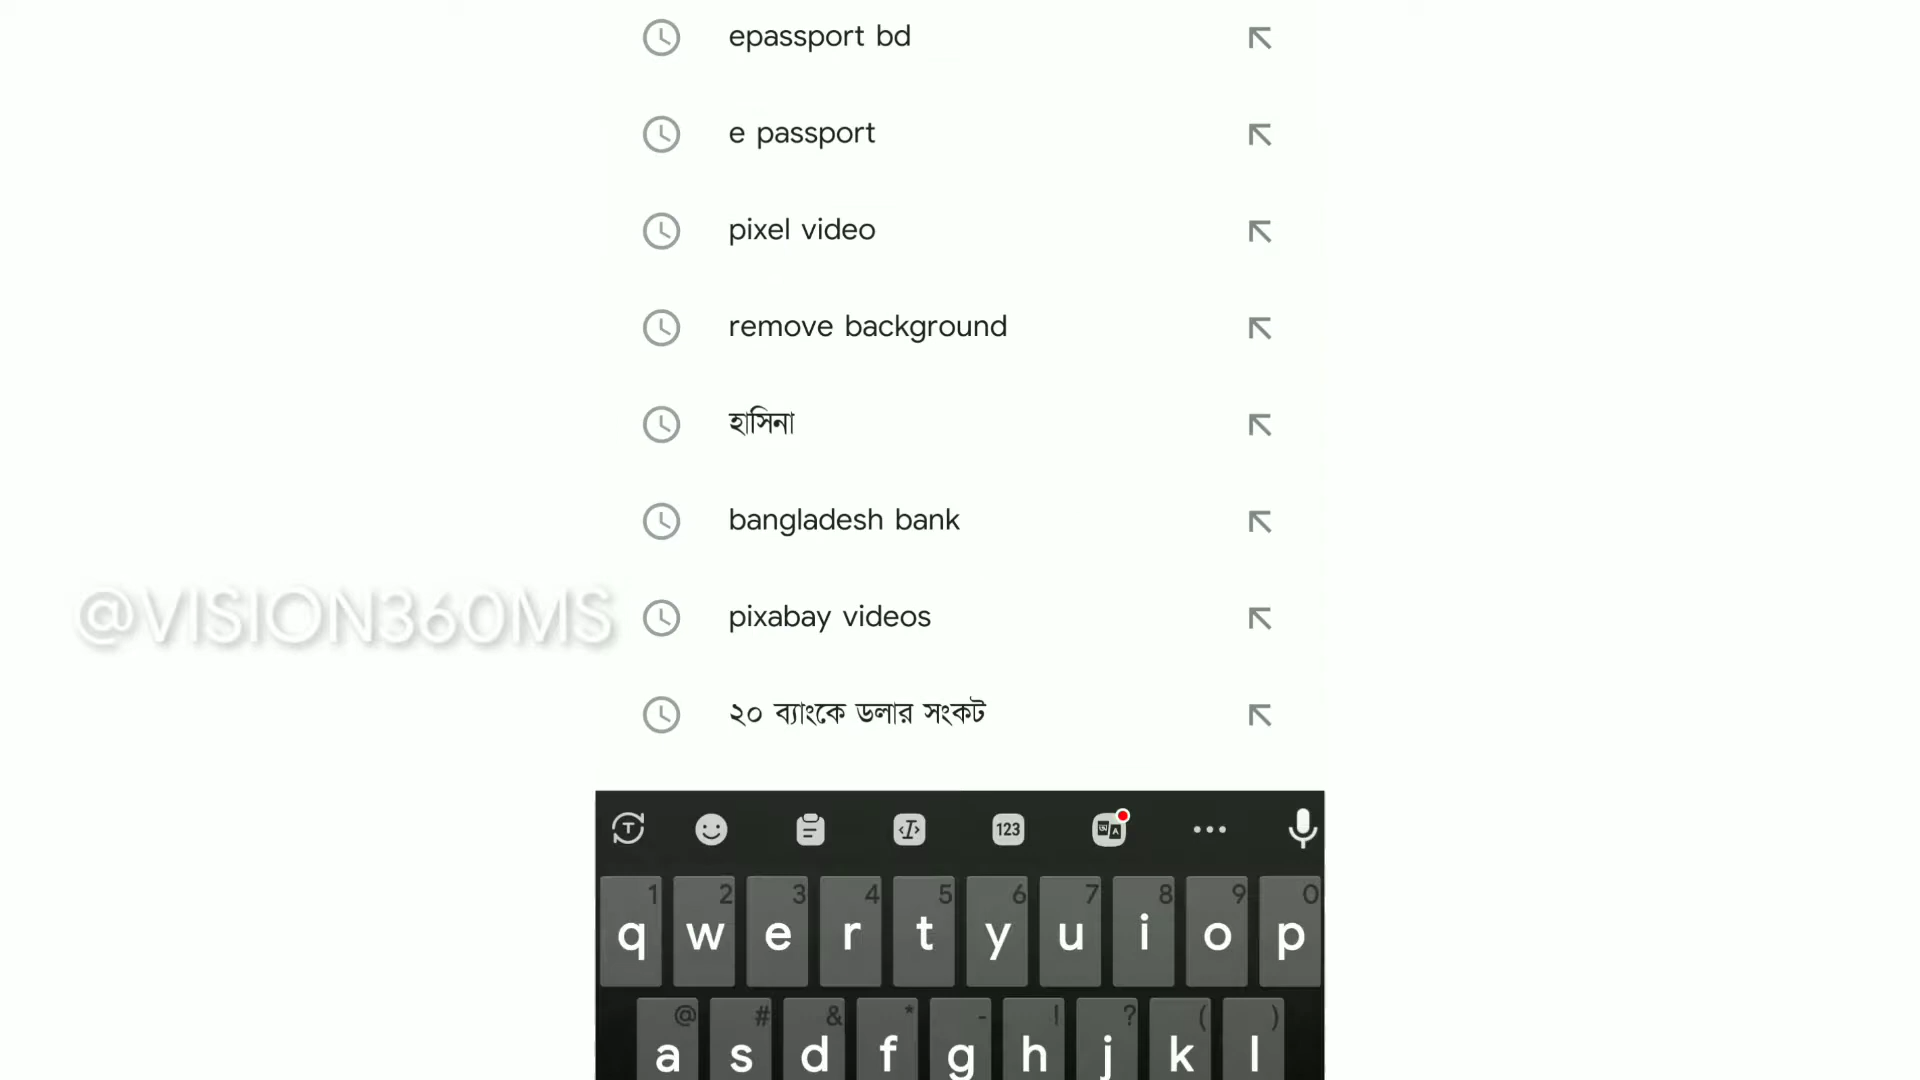 epassport bd
e passport
pixel video
remove background
হাসিনা
bangladesh bank
@VISION360MS
pixabay videos
২০ ব্যাংকে ডলার সংকট
T 123 অ A
1 2 3 4 5 6 7 8 9 0
q w e r t y u i o p
@ # & * - ! ? ( )
a s d f g h j k l